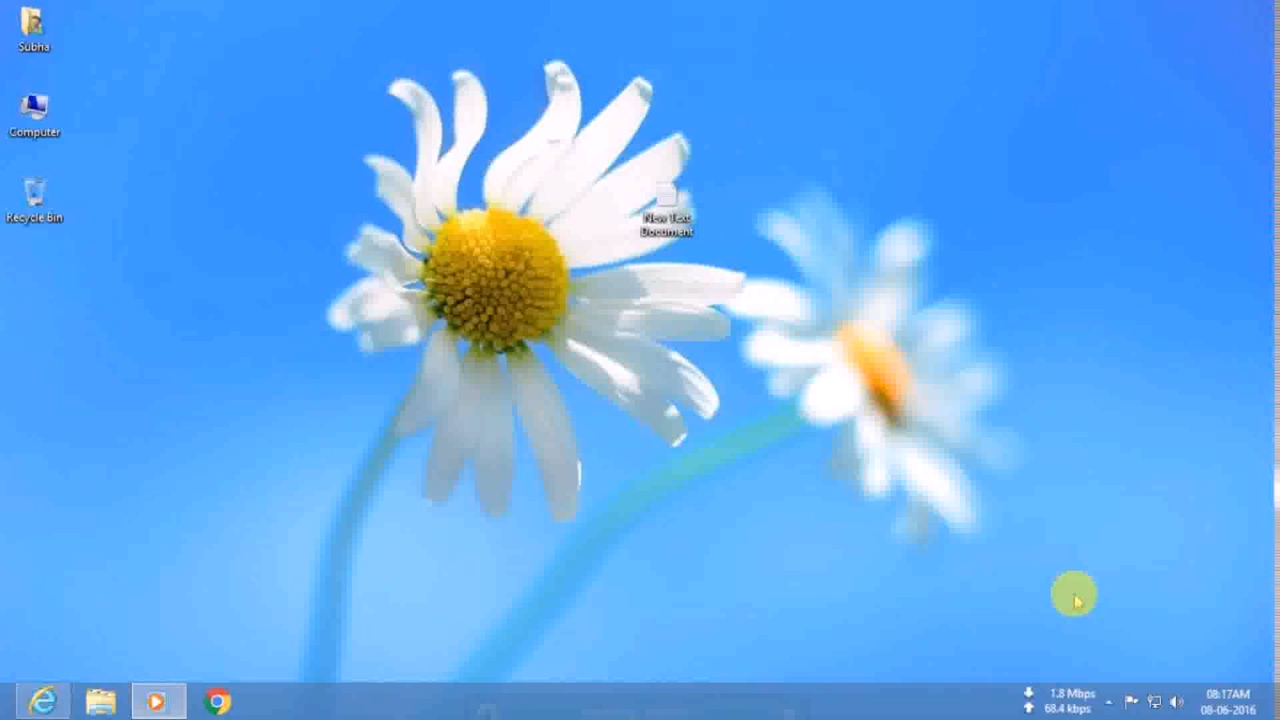 Subha
Computer
Recycle Bin
New Text
Document
1.8 Mbps
68.4 kbps
08:17AM
08-06-2016